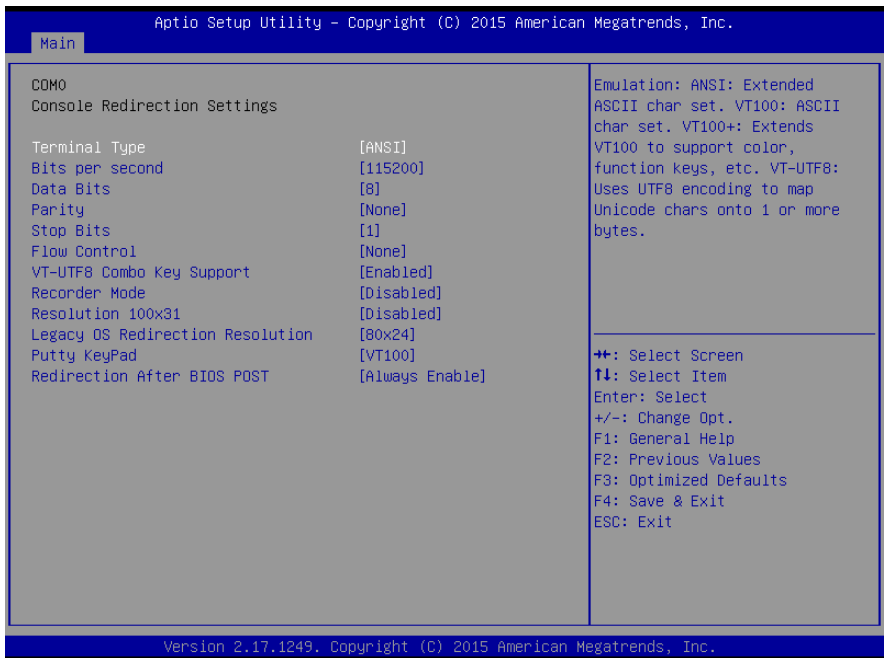 Aptio Setup Utility – Copyright (C) 2015 American Megatrends, Inc.
Main
COM0
Console Redirection Settings
Terminal Type [ANSI]
Bits per second [115200]
Data Bits [8]
Parity [None]
Stop Bits [1]
Flow Control [None]
VT-UTF8 Combo Key Support [Enabled]
Recorder Mode [Disabled]
Resolution 100x31 [Disabled]
Legacy OS Redirection Resolution [80x24]
Putty KeyPad [VT100]
Redirection After BIOS POST [Always Enable]
Emulation: ANSI: Extended
ASCII char set. VT100: ASCII
char set. VT100+: Extends
VT100 to support color,
function keys, etc. VT-UTF8:
Uses UTF8 encoding to map
Unicode chars onto 1 or more
bytes.
→←: Select Screen
↑↓: Select Item
Enter: Select
+/-: Change Opt.
F1: General Help
F2: Previous Values
F3: Optimized Defaults
F4: Save & Exit
ESC: Exit
Version 2.17.1249. Copyright (C) 2015 American Megatrends, Inc.